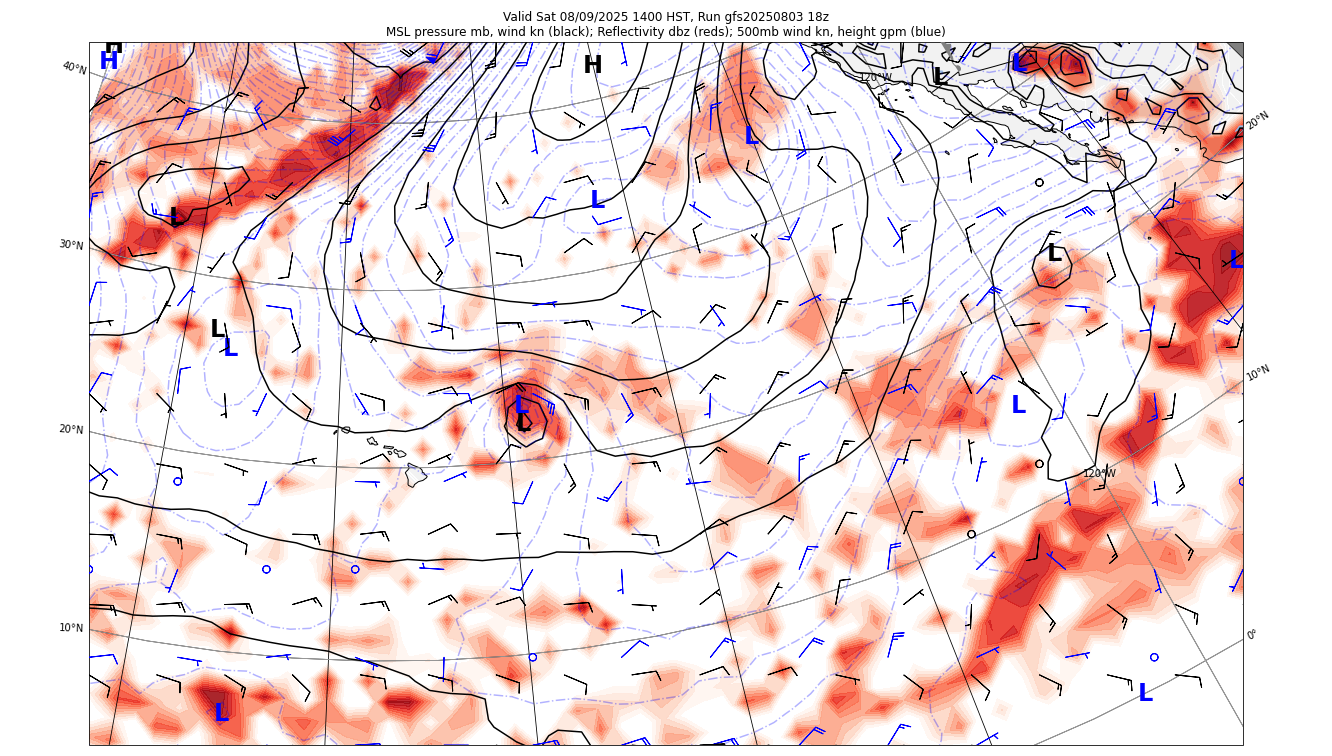 Valid Sat 08/09/2025 1400 HST, Run gfs20250803 18z
MSL pressure mb, wind kn (black); Reflectivity dbz (reds); 500mb wind kn, height gpm (blue)
H
H
H
L
L
120°W
40°N
20°N
L
L
L
30°N
L
L
L
L
10°N
L
L
L
L
20°N
120°W
10°N
0°
L
L